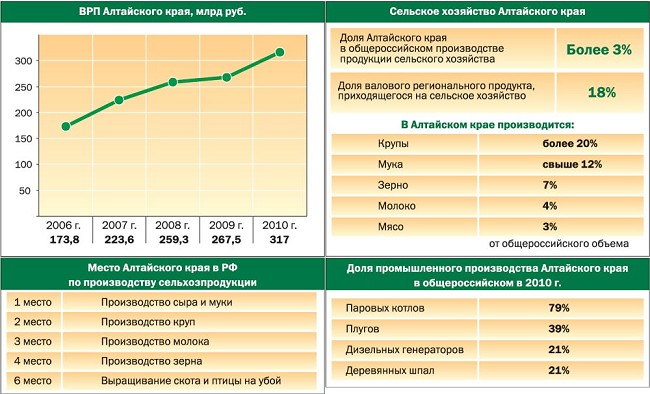 ВРП Алтайского края, млрд руб.
300
250
200
150
100
50
2006 г. 2007 г. 2008 г. 2009 г. 2010 г.
173,8 223,6 259,3 267,5 317
Сельское хозяйство Алтайского края
Доля Алтайского края
в общероссийском производстве
продукции сельского хозяйства
Более 3%
Доля валового регионального продукта,
приходящегося на сельское хозяйство
18%
В Алтайском крае производится:
Крупы более 20%
Мука свыше 12%
Зерно 7%
Молоко 4%
Мясо 3%
от общероссийского объема
Место Алтайского края в РФ
по производству сельхозпродукции
1 место Производство сыра и муки
2 место Производство круп
3 место Производство молока
4 место Производство зерна
6 место Выращивание скота и птицы на убой
Доля промышленного производства Алтайского края
в общероссийском в 2010 г.
Паровых котлов 79%
Плугов 39%
Дизельных генераторов 21%
Деревянных шпал 21%